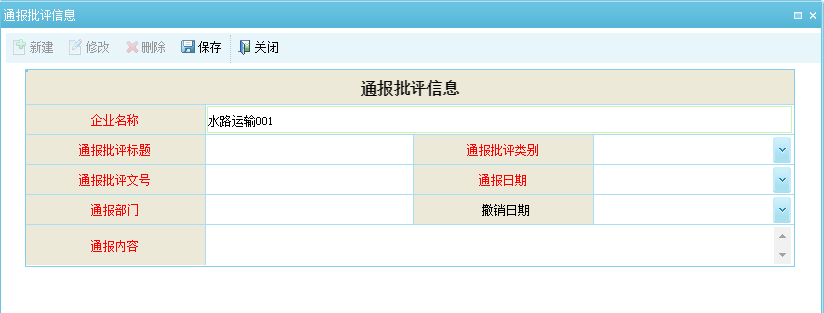 通报批评信息
新建 修改 删除 保存 关闭
通报批评信息
企业名称 水路运输001
通报批评标题 通报批评类别
通报批评文号 通报日期
通报部门 撤销日期
通报内容